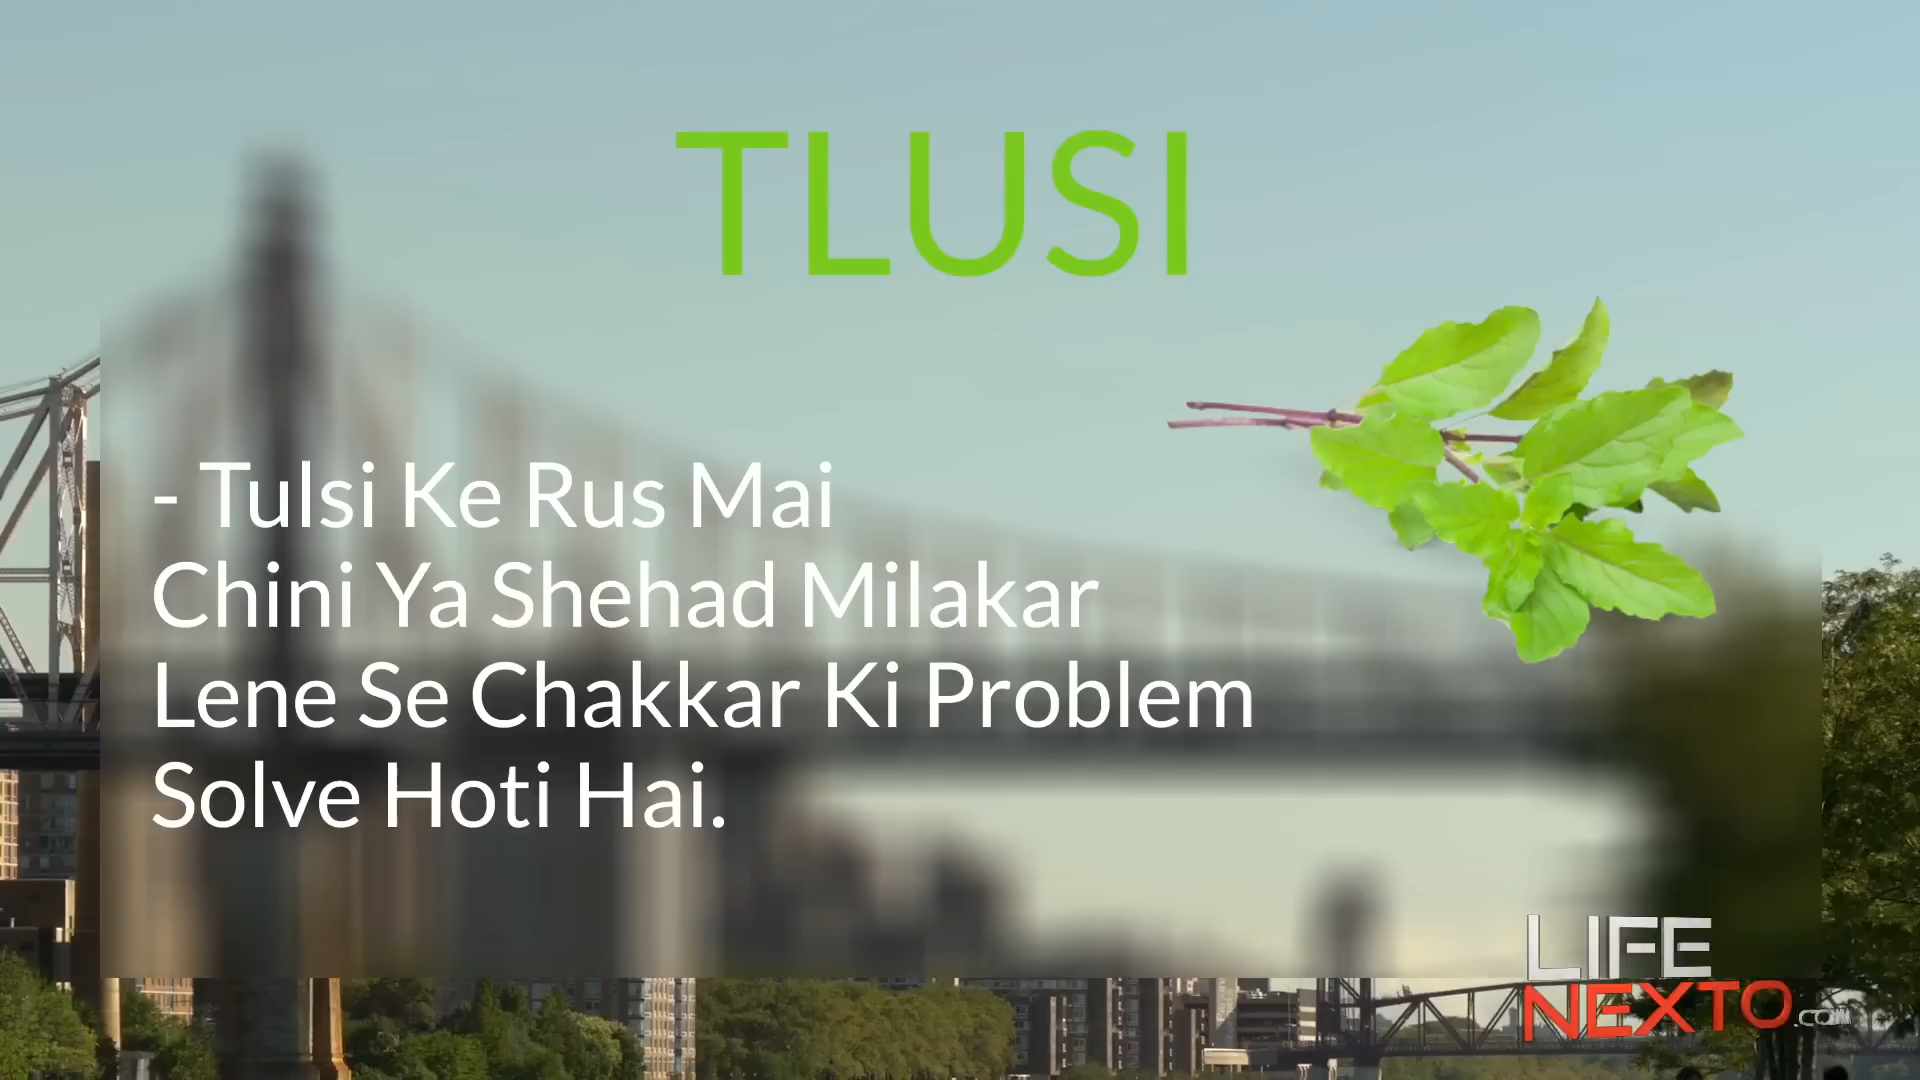 TLUSI
- Tulsi Ke Rus Mai
Chini Ya Shehad Milakar
Lene Se Chakkar Ki Problem
Solve Hoti Hai.
LIFE
NEXTO.com